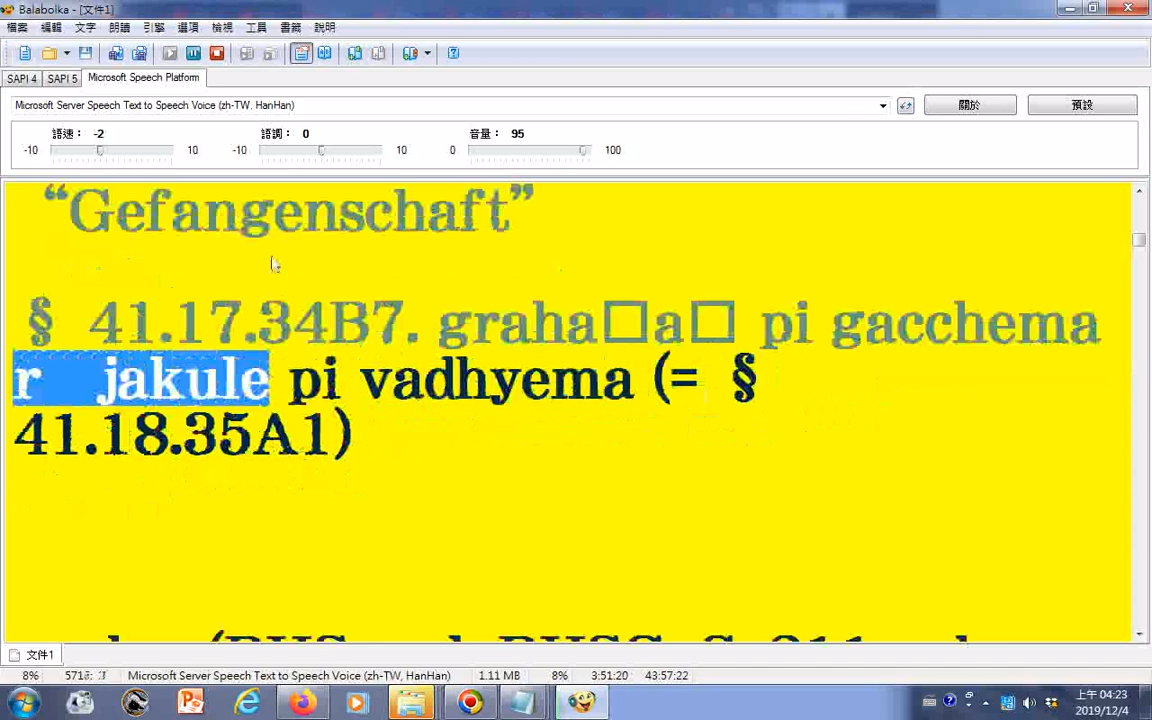 Balabolka - [文件1]
檔案 編輯 文字 朗讀 引擎 選項 檢視 工具 書籤 說明
SAPI 4 SAPI 5 Microsoft Speech Platform
Microsoft Server Speech Text to Speech Voice (zh-TW, HanHan) 關於 預設
語速： -2 語調： 0 音量： 95
-10 10 -10 10 0 100
“Gefangenschaft”
§ 41.17.34B7. graha□a□ pi gacchema
r jakule pi vadhyema (= §
41.18.35A1)
文件1
8% Microsoft Server Speech Text to Speech Voice (zh-TW, HanHan) 1.11 MB 8% 3:51:20 43:57:22
上午 04:23
2019/12/4